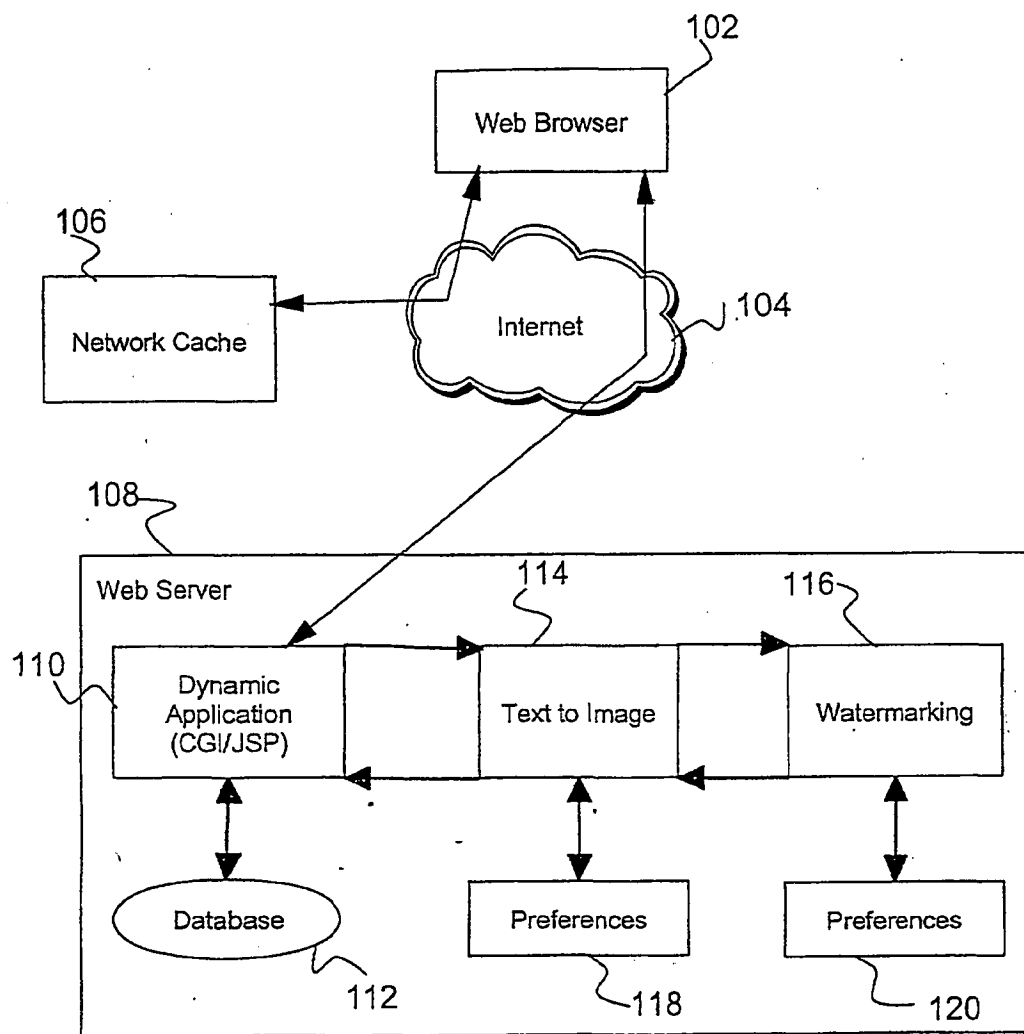 102
Web Browser
106
Network Cache
Internet
104
108
Web Server
114
116
110
Dynamic
Application
(CGI/JSP)
Text to Image
Watermarking
Database
Preferences
Preferences
112
118
120